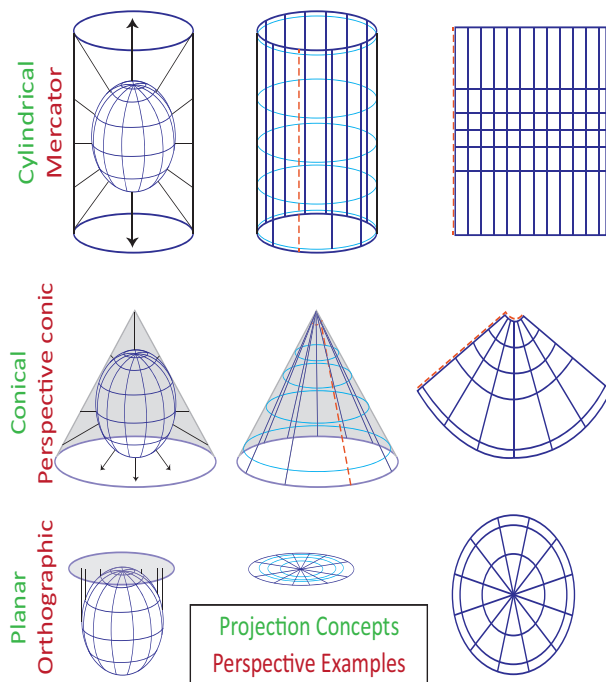 Cylindrical
Mercator
Conical
Perspective conic
Planar
Orthographic
Projection Concepts
Perspective Examples